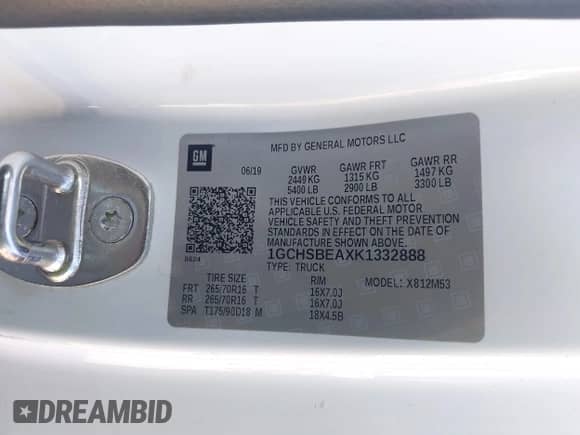 GM
MFD BY GENERAL MOTORS LLC
06/19 GVWR GAWR FRT GAWR RR
2449 KG 1315 KG 1497 KG
5400 LB 2900 LB 3300 LB
THIS VEHICLE CONFORMS TO ALL
APPLICABLE U.S. FEDERAL MOTOR
VEHICLE SAFETY AND THEFT PREVENTION
STANDARDS IN EFFECT ON THE DATE OF
MANUFACTURE SHOWN ABOVE.
1GCHSBEAXK1332888
TYPE: TRUCK
TIRE SIZE RIM MODEL: X812M53
FRT 265/70R16 T 16X7.0J
RR 265/70R16 T 16X7.0J
SPA T175/90D18 M 18X4.5B
DREAMBID